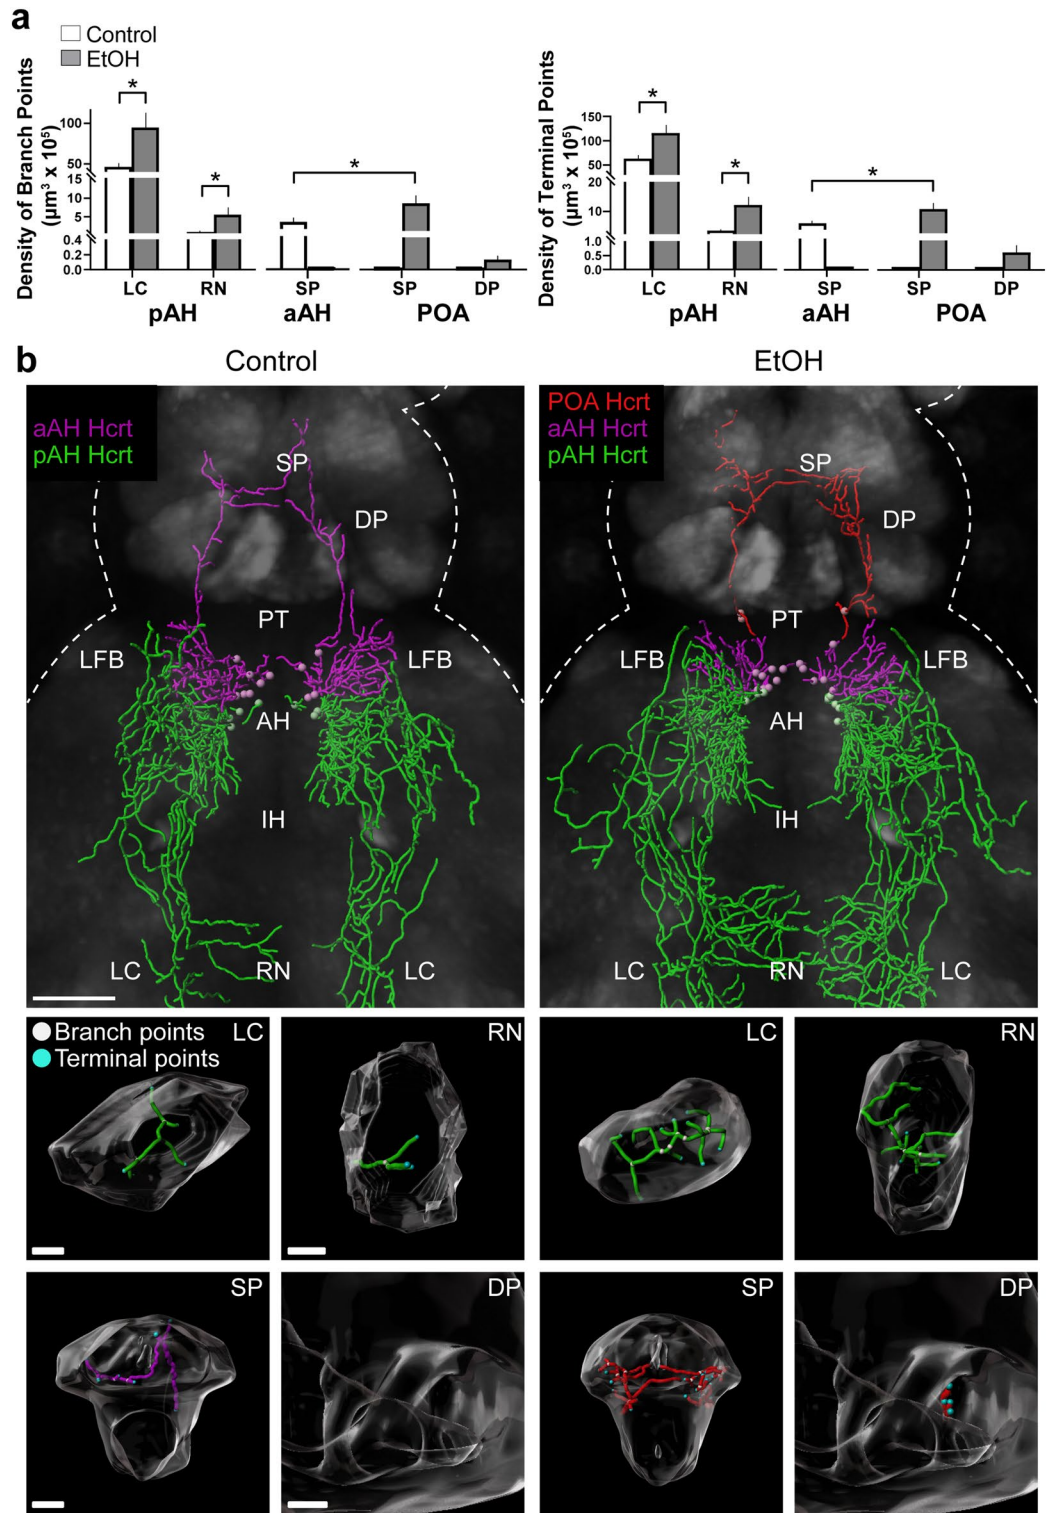 a
Control
EtOH
Density of Branch Points
(µm³ x 10⁵)
100
50
15
10
5
0.4
0.2
0.0
*
*
*
LC
RN
SP
SP
DP
pAH
aAH
POA
Density of Terminal Points
(µm³ x 10⁵)
150
100
50
20
10
1.0
0.5
0.0
*
*
*
LC
RN
SP
SP
DP
pAH
aAH
POA
b
Control
EtOH
aAH Hcrt
pAH Hcrt
SP
DP
PT
LFB
LFB
AH
IH
LC
RN
LC
POA Hcrt
aAH Hcrt
pAH Hcrt
SP
DP
PT
LFB
LFB
AH
IH
LC
RN
LC
Branch points
Terminal points
LC
RN
LC
RN
SP
DP
SP
DP